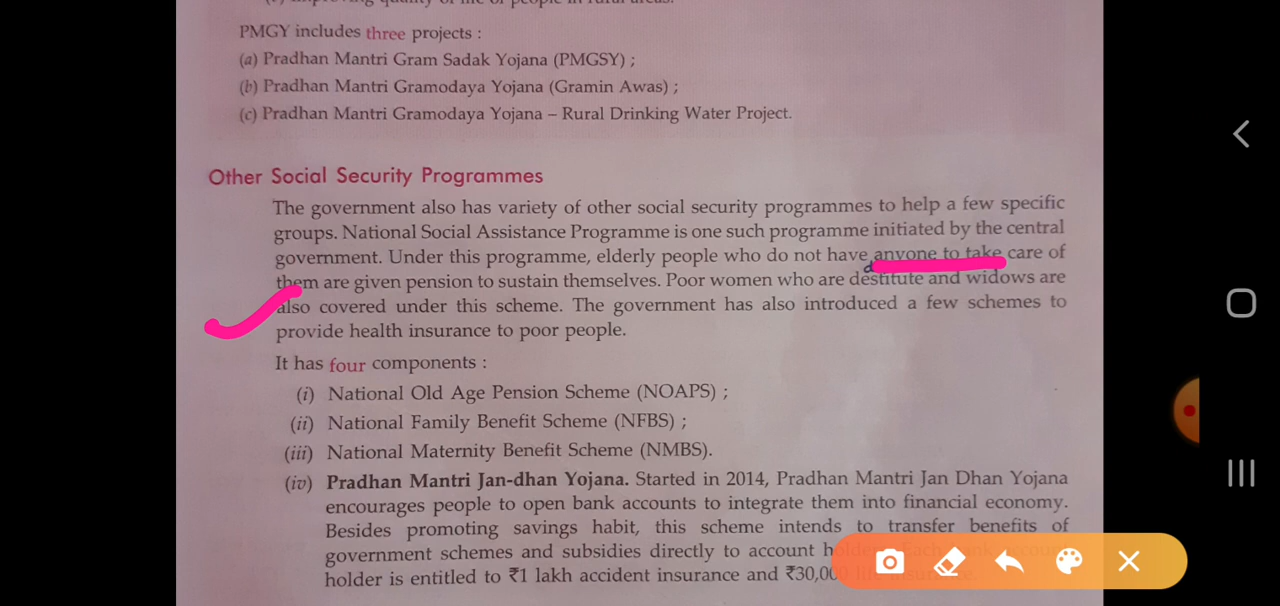 improving quality of life of people in rural areas.
PMGY includes three projects :
(a) Pradhan Mantri Gram Sadak Yojana (PMGSY) ;
(b) Pradhan Mantri Gramodaya Yojana (Gramin Awas) ;
(c) Pradhan Mantri Gramodaya Yojana – Rural Drinking Water Project.
Other Social Security Programmes
The government also has variety of other social security programmes to help a few specific
groups. National Social Assistance Programme is one such programme initiated by the central
government. Under this programme, elderly people who do not have anyone to take care of
them are given pension to sustain themselves. Poor women who are destitute and widows are
also covered under this scheme. The government has also introduced a few schemes to
provide health insurance to poor people.
It has four components :
(i) National Old Age Pension Scheme (NOAPS) ;
(ii) National Family Benefit Scheme (NFBS) ;
(iii) National Maternity Benefit Scheme (NMBS).
(iv) Pradhan Mantri Jan-dhan Yojana. Started in 2014, Pradhan Mantri Jan Dhan Yojana
encourages people to open bank accounts to integrate them into financial economy.
Besides promoting savings habit, this scheme intends to transfer benefits of
government schemes and subsidies directly to account
holder is entitled to ₹1 lakh accident insurance and